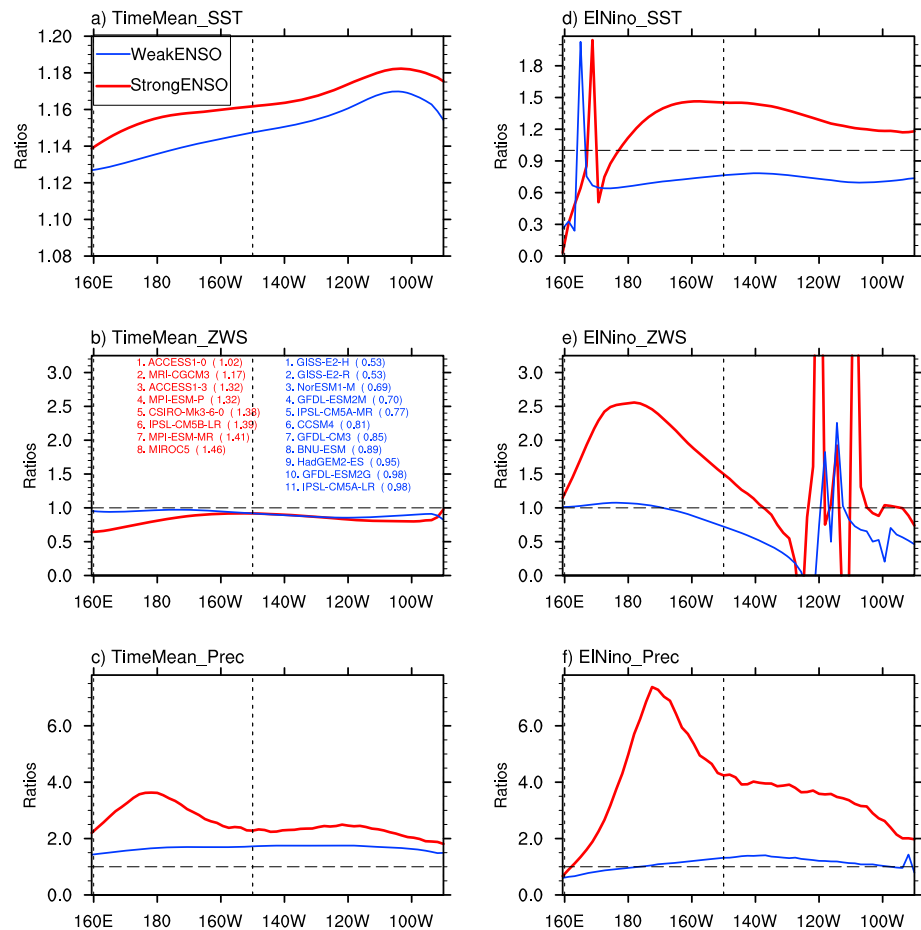 a) TimeMean_SST
1.20
1.18
1.16
1.14
1.12
1.10
1.08
Ratios
WeakENSO
StrongENSO
160E 180 160W 140W 120W 100W
d) ElNino_SST
1.8
1.5
1.2
0.9
0.6
0.3
0.0
Ratios
160E 180 160W 140W 120W 100W
b) TimeMean_ZWS
3.0
2.5
2.0
1.5
1.0
0.5
0.0
Ratios
1. ACCESS1-0 ( 1.02)
2. MRI-CGCM3 ( 1.17)
3. ACCESS1-3 ( 1.32)
4. MPI-ESM-P ( 1.32)
5. CSIRO-Mk3-6-0 ( 1.38)
6. IPSL-CM5B-LR ( 1.39)
7. MPI-ESM-MR ( 1.41)
8. MIROC5 ( 1.46)
1. GISS-E2-H ( 0.53)
2. GISS-E2-R ( 0.53)
3. NorESM1-M ( 0.69)
4. GFDL-ESM2M ( 0.70)
5. IPSL-CM5A-MR ( 0.77)
6. CCSM4 ( 0.81)
7. GFDL-CM3 ( 0.85)
8. BNU-ESM ( 0.89)
9. HadGEM2-ES ( 0.95)
10. GFDL-ESM2G ( 0.98)
11. IPSL-CM5A-LR ( 0.98)
160E 180 160W 140W 120W 100W
e) ElNino_ZWS
3.0
2.5
2.0
1.5
1.0
0.5
0.0
Ratios
160E 180 160W 140W 120W 100W
c) TimeMean_Prec
6.0
4.0
2.0
0.0
Ratios
160E 180 160W 140W 120W 100W
f) ElNino_Prec
6.0
4.0
2.0
0.0
Ratios
160E 180 160W 140W 120W 100W